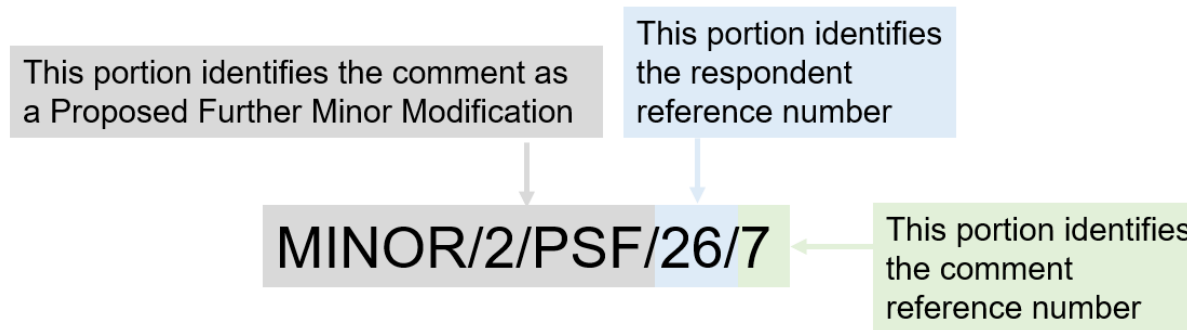 This portion identifies the comment as
a Proposed Further Minor Modification
This portion identifies
the respondent
reference number
MINOR/2/PSF/26/7
This portion identifies
the comment
reference number